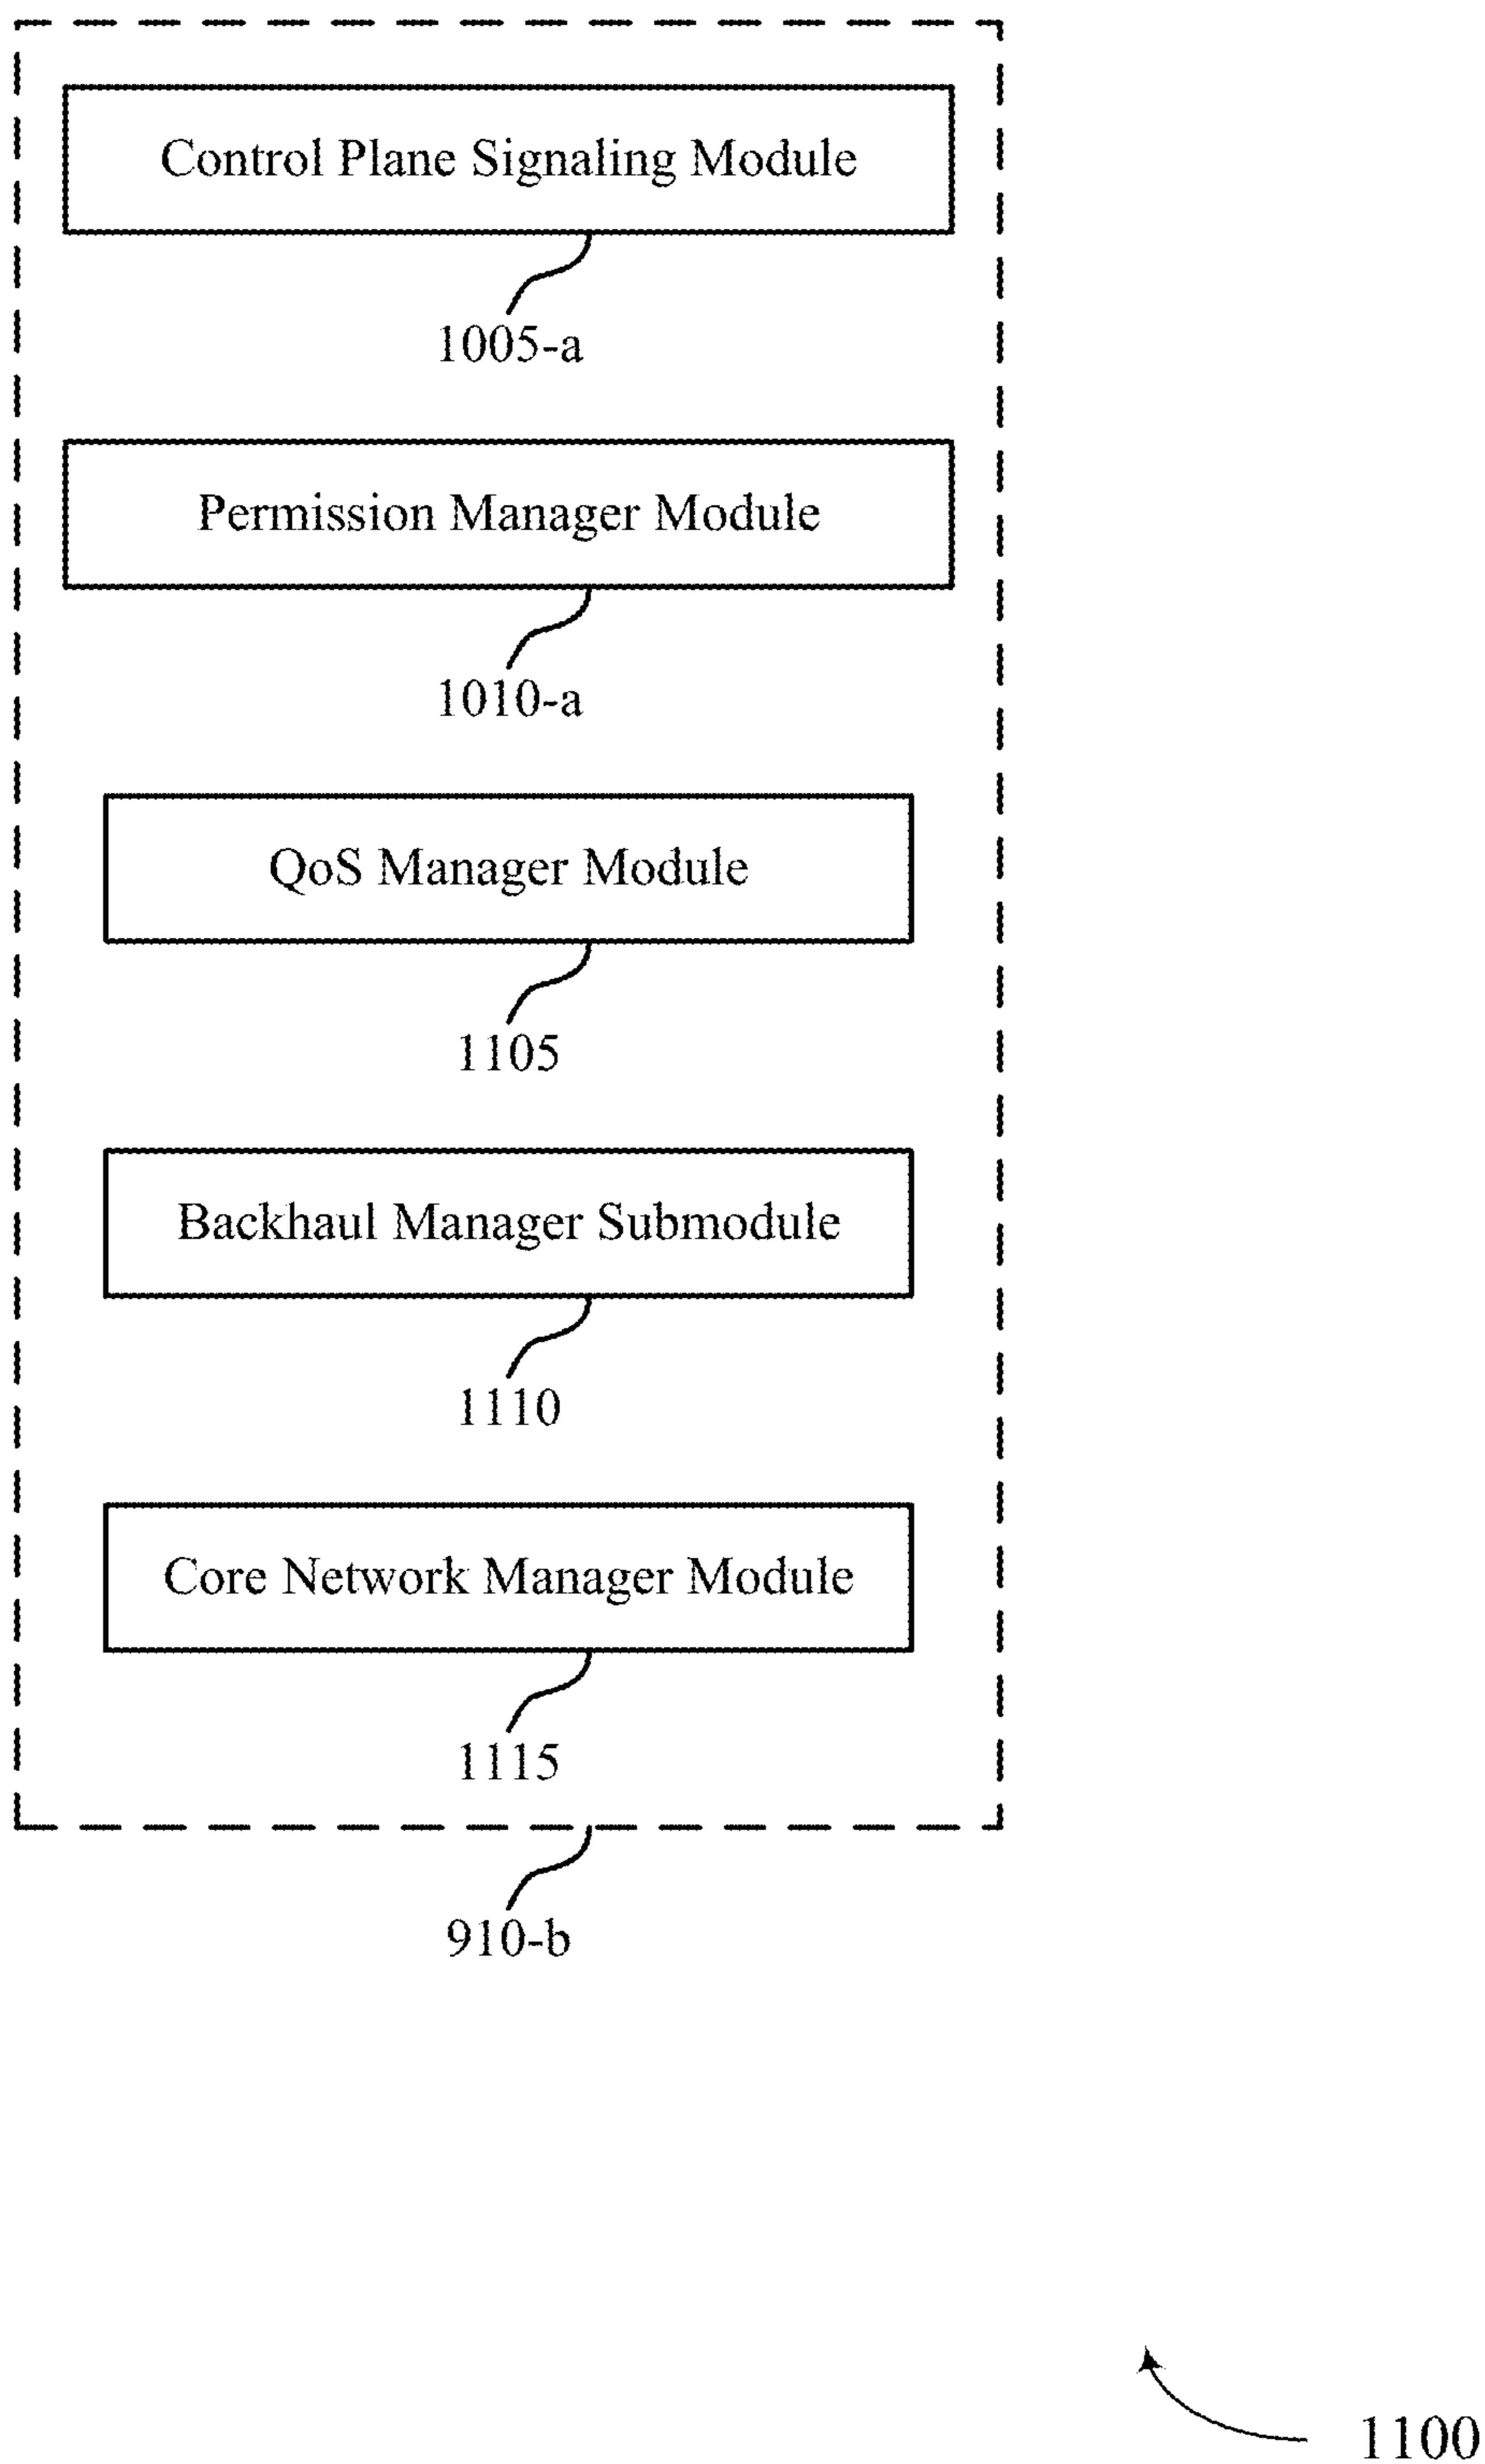 Control Plane Signaling Module
1005-a
Permission Manager Module
1010-a
QoS Manager Module
1105
Backhaul Manager Submodule
1110
Core Network Manager Module
1115
910-b
1100